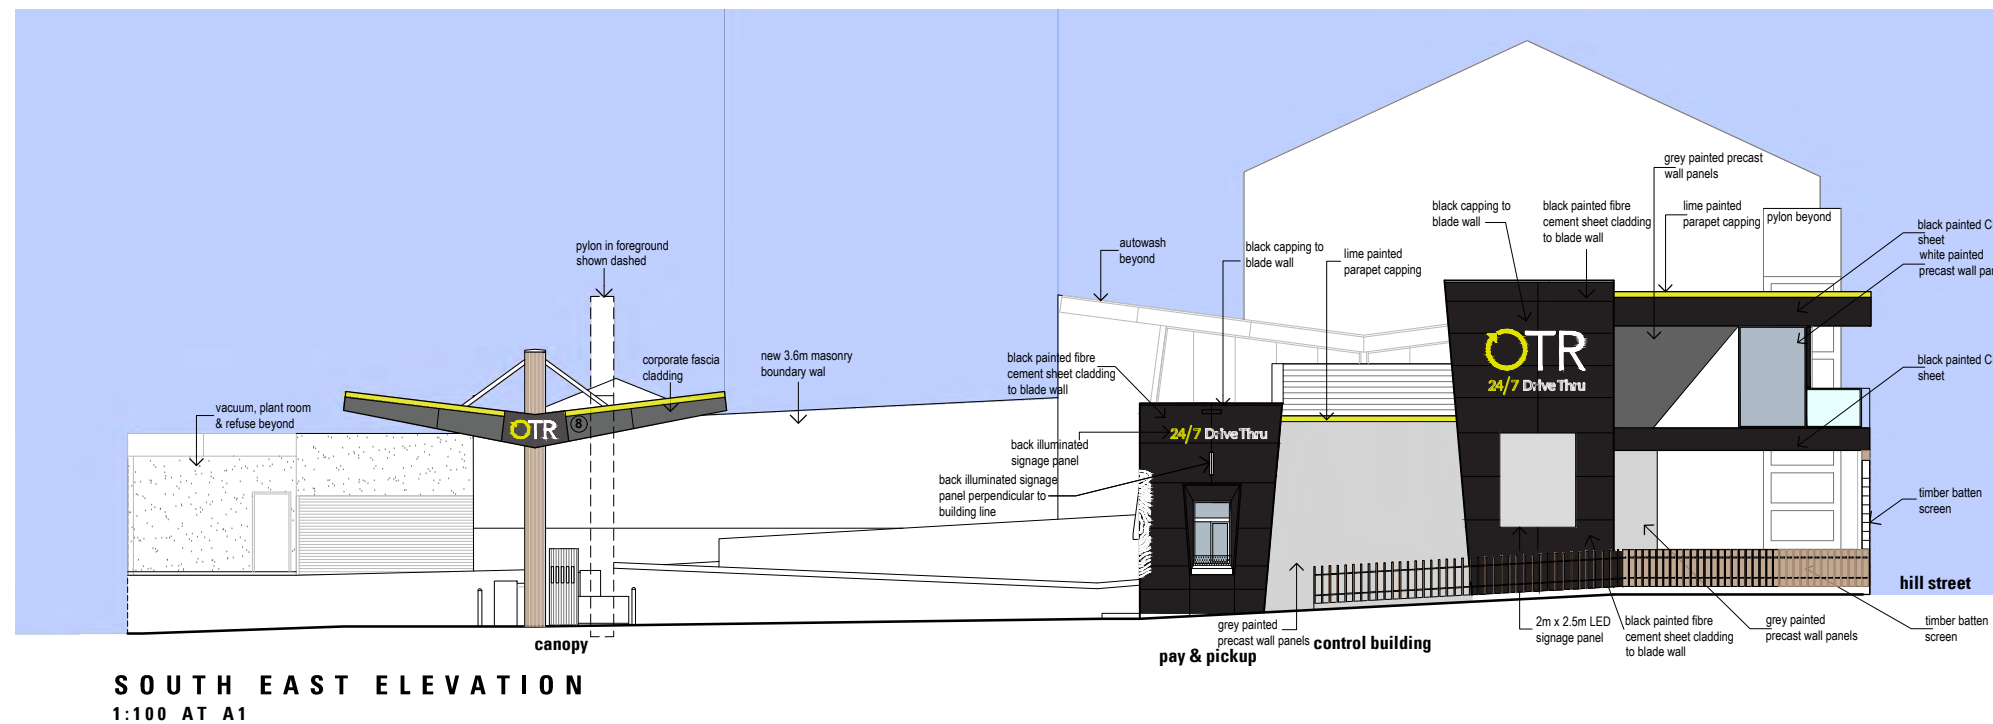 grey painted precast
wall panels
black capping to
blade wall
black painted fibre
cement sheet cladding
to blade wall
lime painted
parapet capping
pylon beyond
black painted C
sheet
white painted
precast wall pa
pylon in foreground
shown dashed
autowash
beyond
black capping to
blade wall
lime painted
parapet capping
corporate fascia
cladding
new 3.6m masonry
boundary wal
black painted fibre
cement sheet cladding
to blade wall
OTR
24/7 DriveThru
black painted C
sheet
vacuum, plant room
& refuse beyond
OTR
8
24/7 DriveThru
back illuminated
signage panel
back illuminated signage
panel perpendicular to
building line
timber batten
screen
hill street
canopy
grey painted
precast wall panels
pay & pickup
control building
2m x 2.5m LED
signage panel
black painted fibre
cement sheet cladding
to blade wall
grey painted
precast wall panels
timber batten
screen
SOUTH EAST ELEVATION
1:100 AT A1